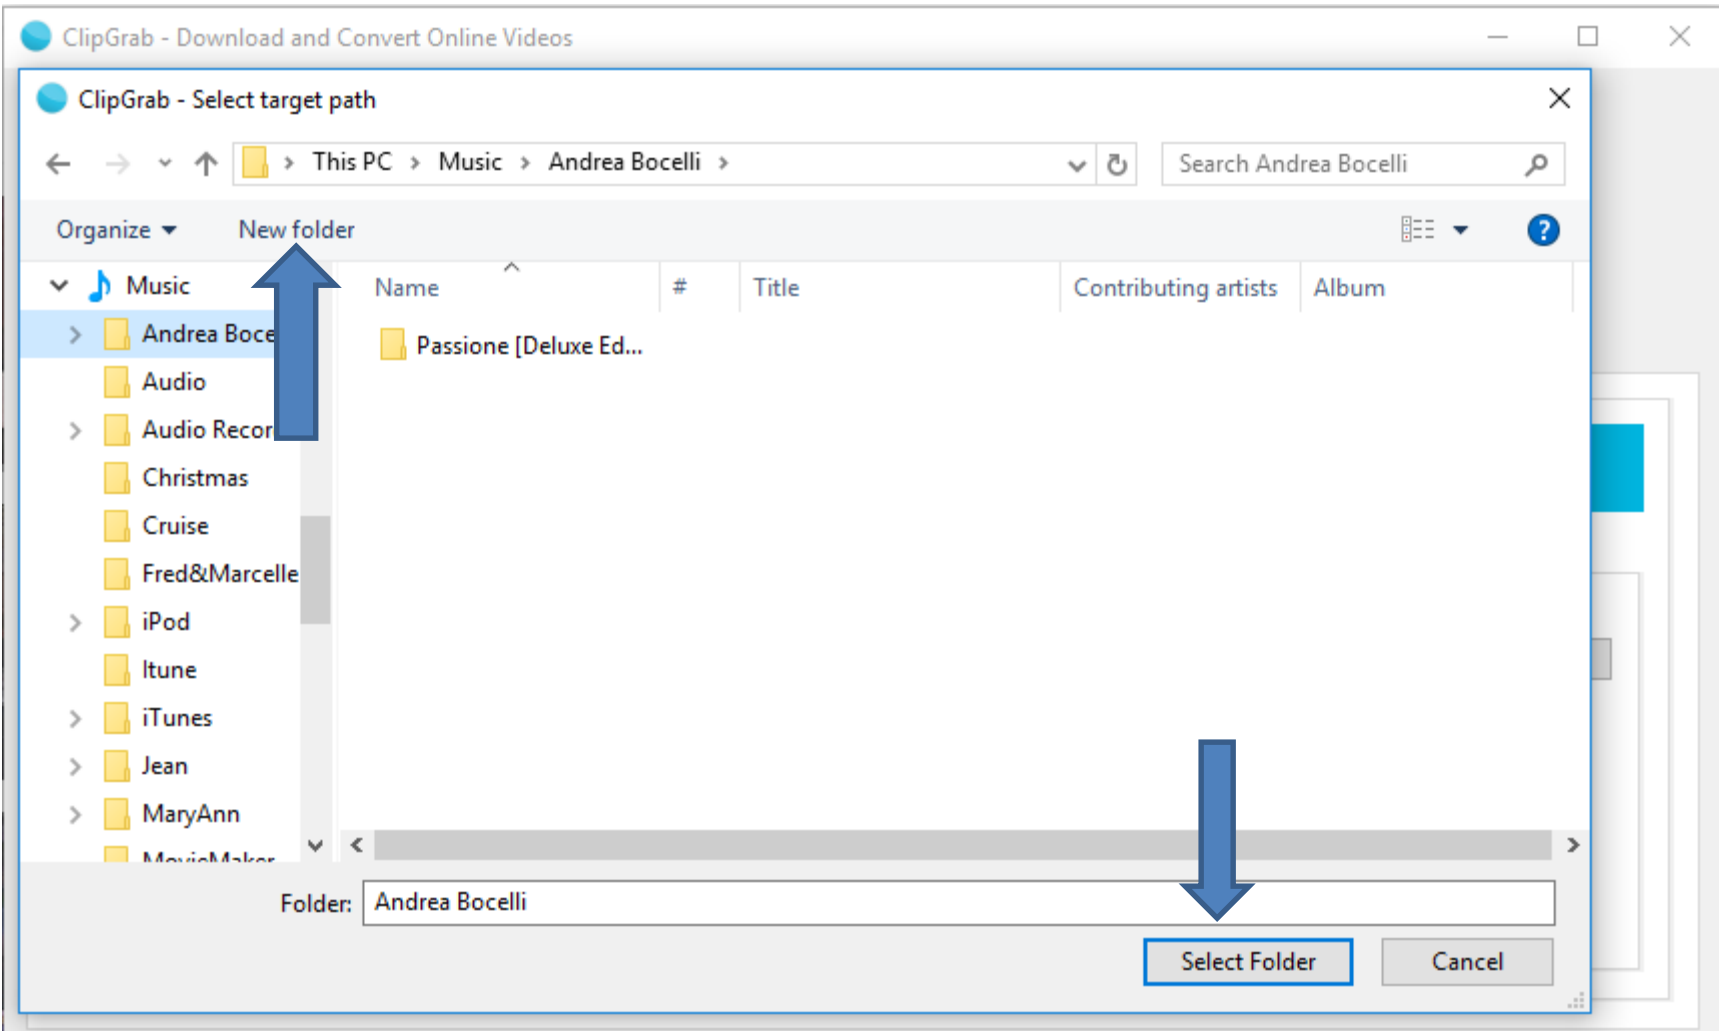 ClipGrab - Download and Convert Online Videos
ClipGrab - Select target path
This PC > Music > Andrea Bocelli >
Search Andrea Bocelli
Organize
New folder
?
Music
Name
#
Title
Contributing artists
Album
Andrea Boce
Passione [Deluxe Ed...
Audio
Audio Recor
Christmas
Cruise
Fred&Marcelle
iPod
Itune
iTunes
Jean
MaryAnn
MovieMaker
Folder:
Andrea Bocelli
Select Folder
Cancel